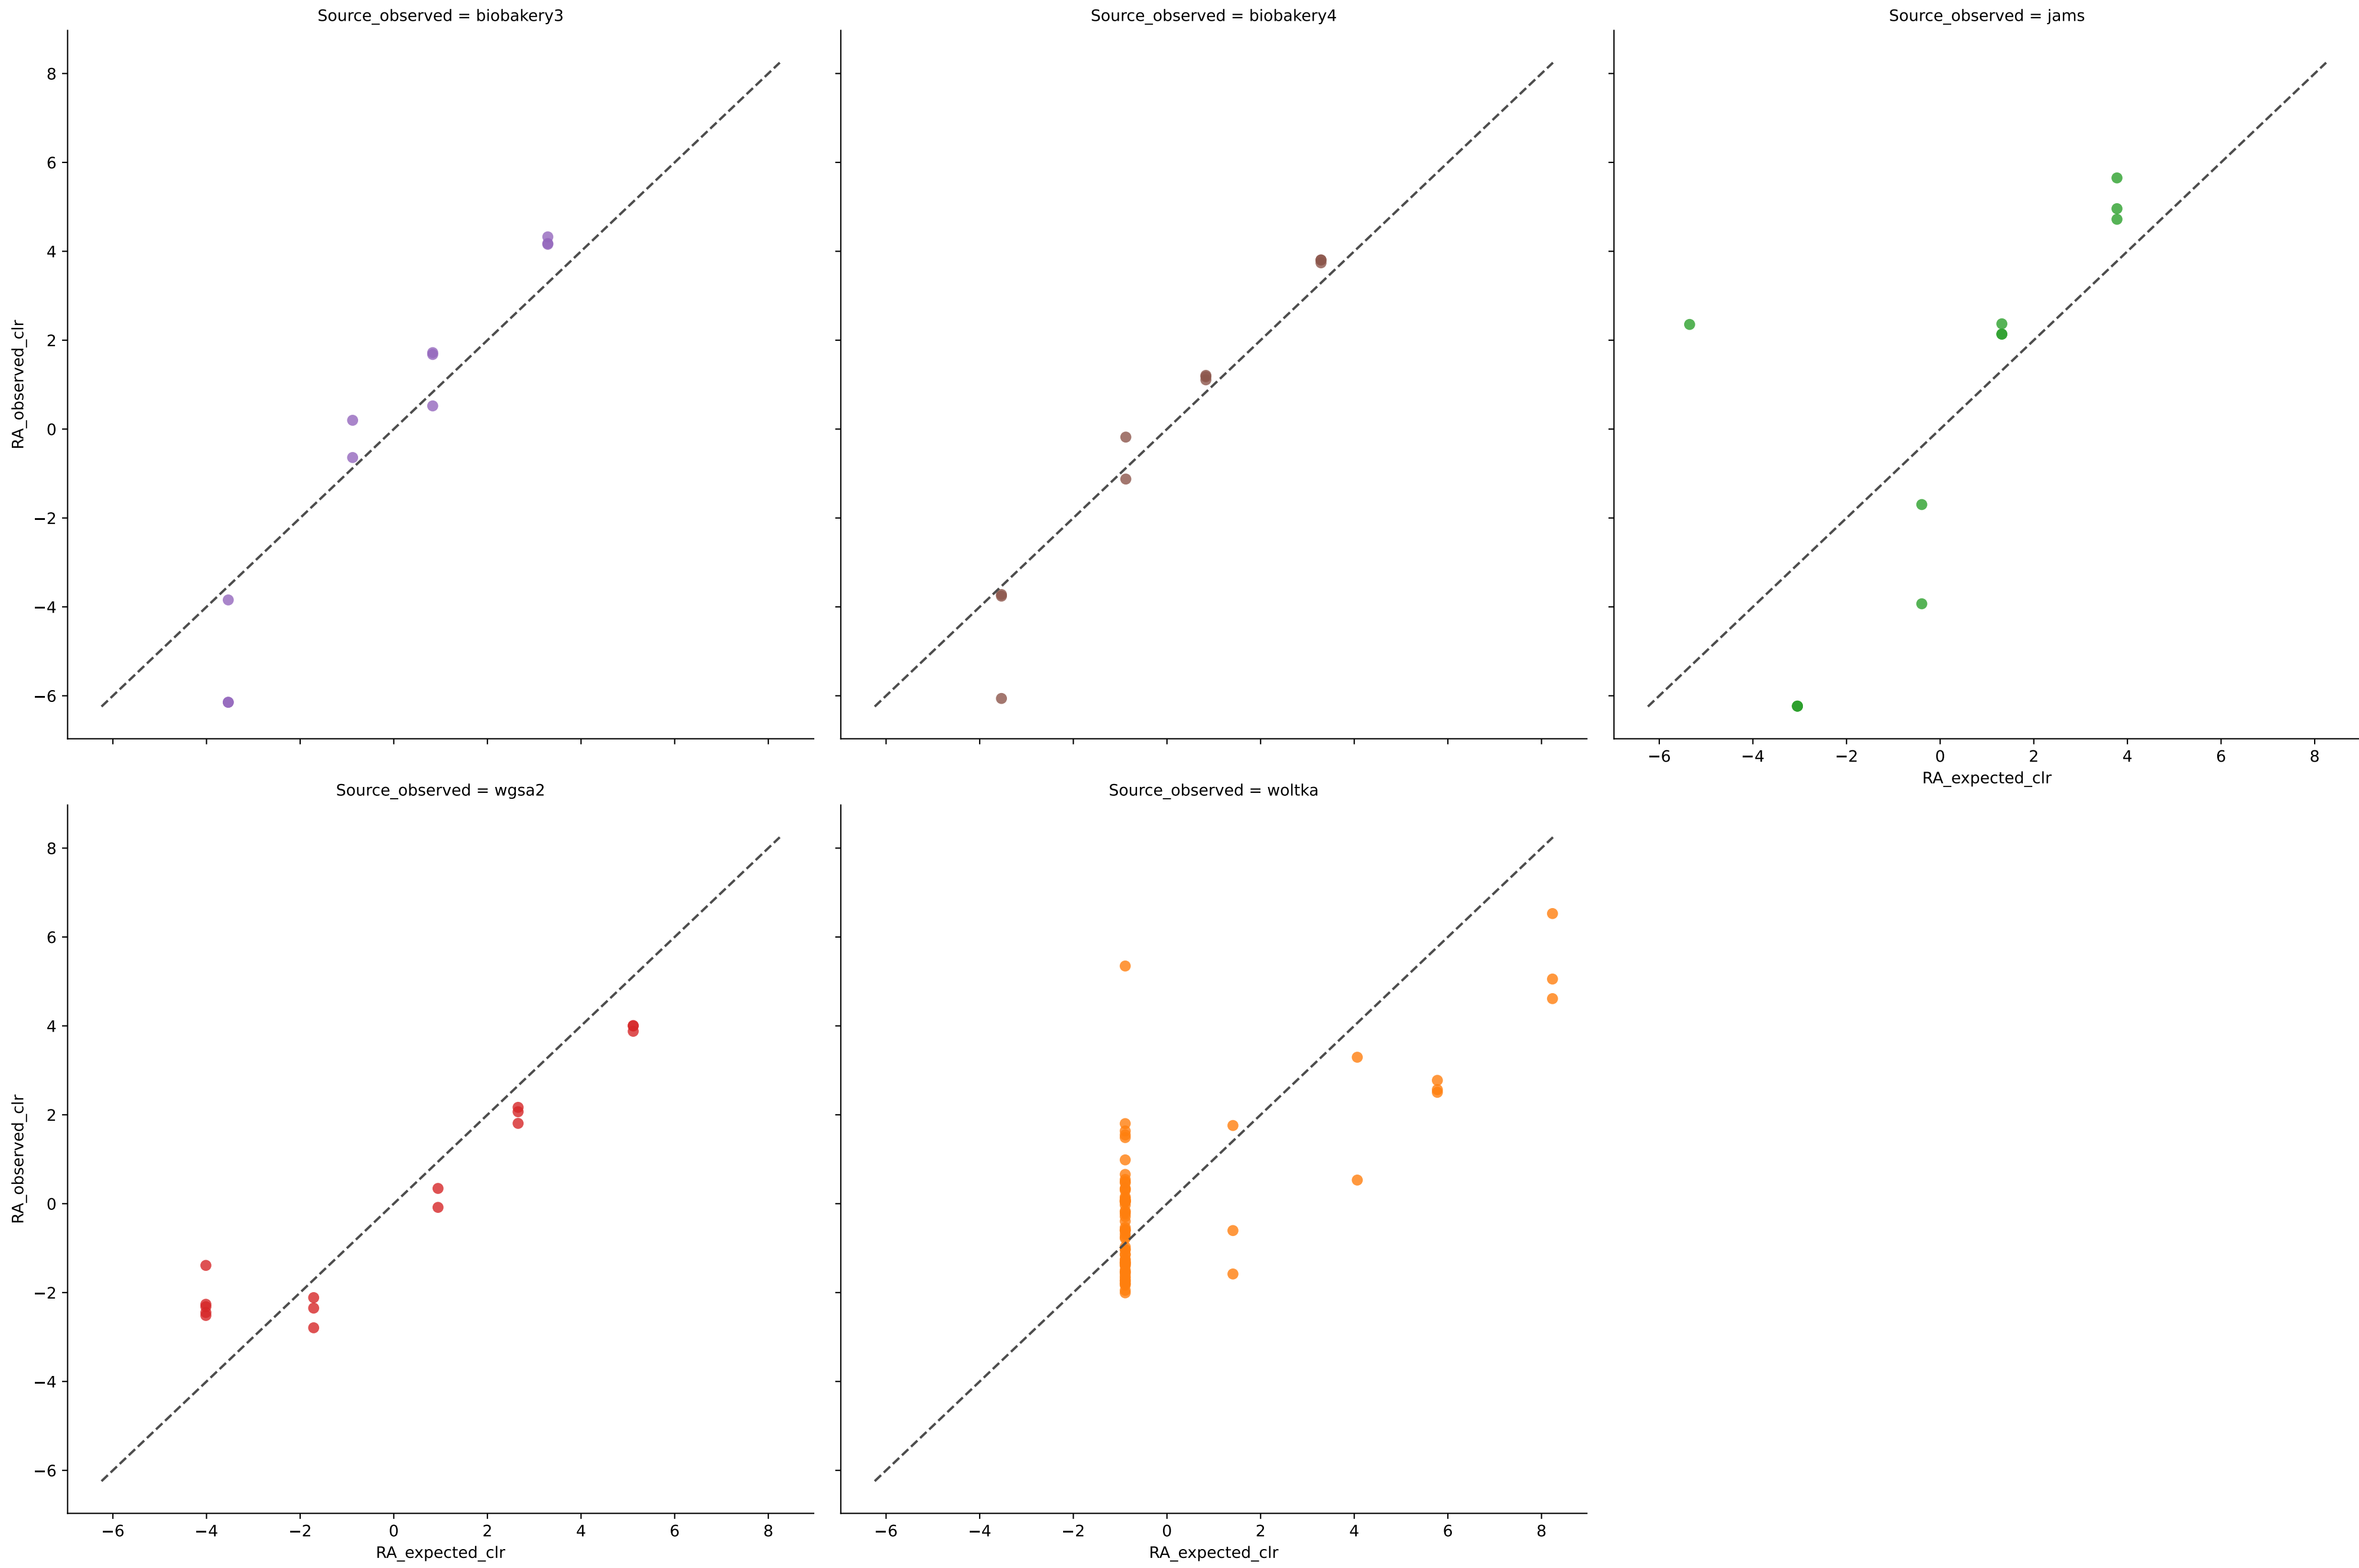 Source_observed = biobakery3
Source_observed = biobakery4
Source_observed = jams
8
6
4
2
0
−2
−4
−6
RA_observed_clr
−6 −4 −2 0 2 4 6 8
RA_expected_clr
Source_observed = wgsa2
Source_observed = woltka
8
6
4
2
0
−2
−4
−6
RA_observed_clr
−6 −4 −2 0 2 4 6 8
−6 −4 −2 0 2 4 6 8
RA_expected_clr
RA_expected_clr